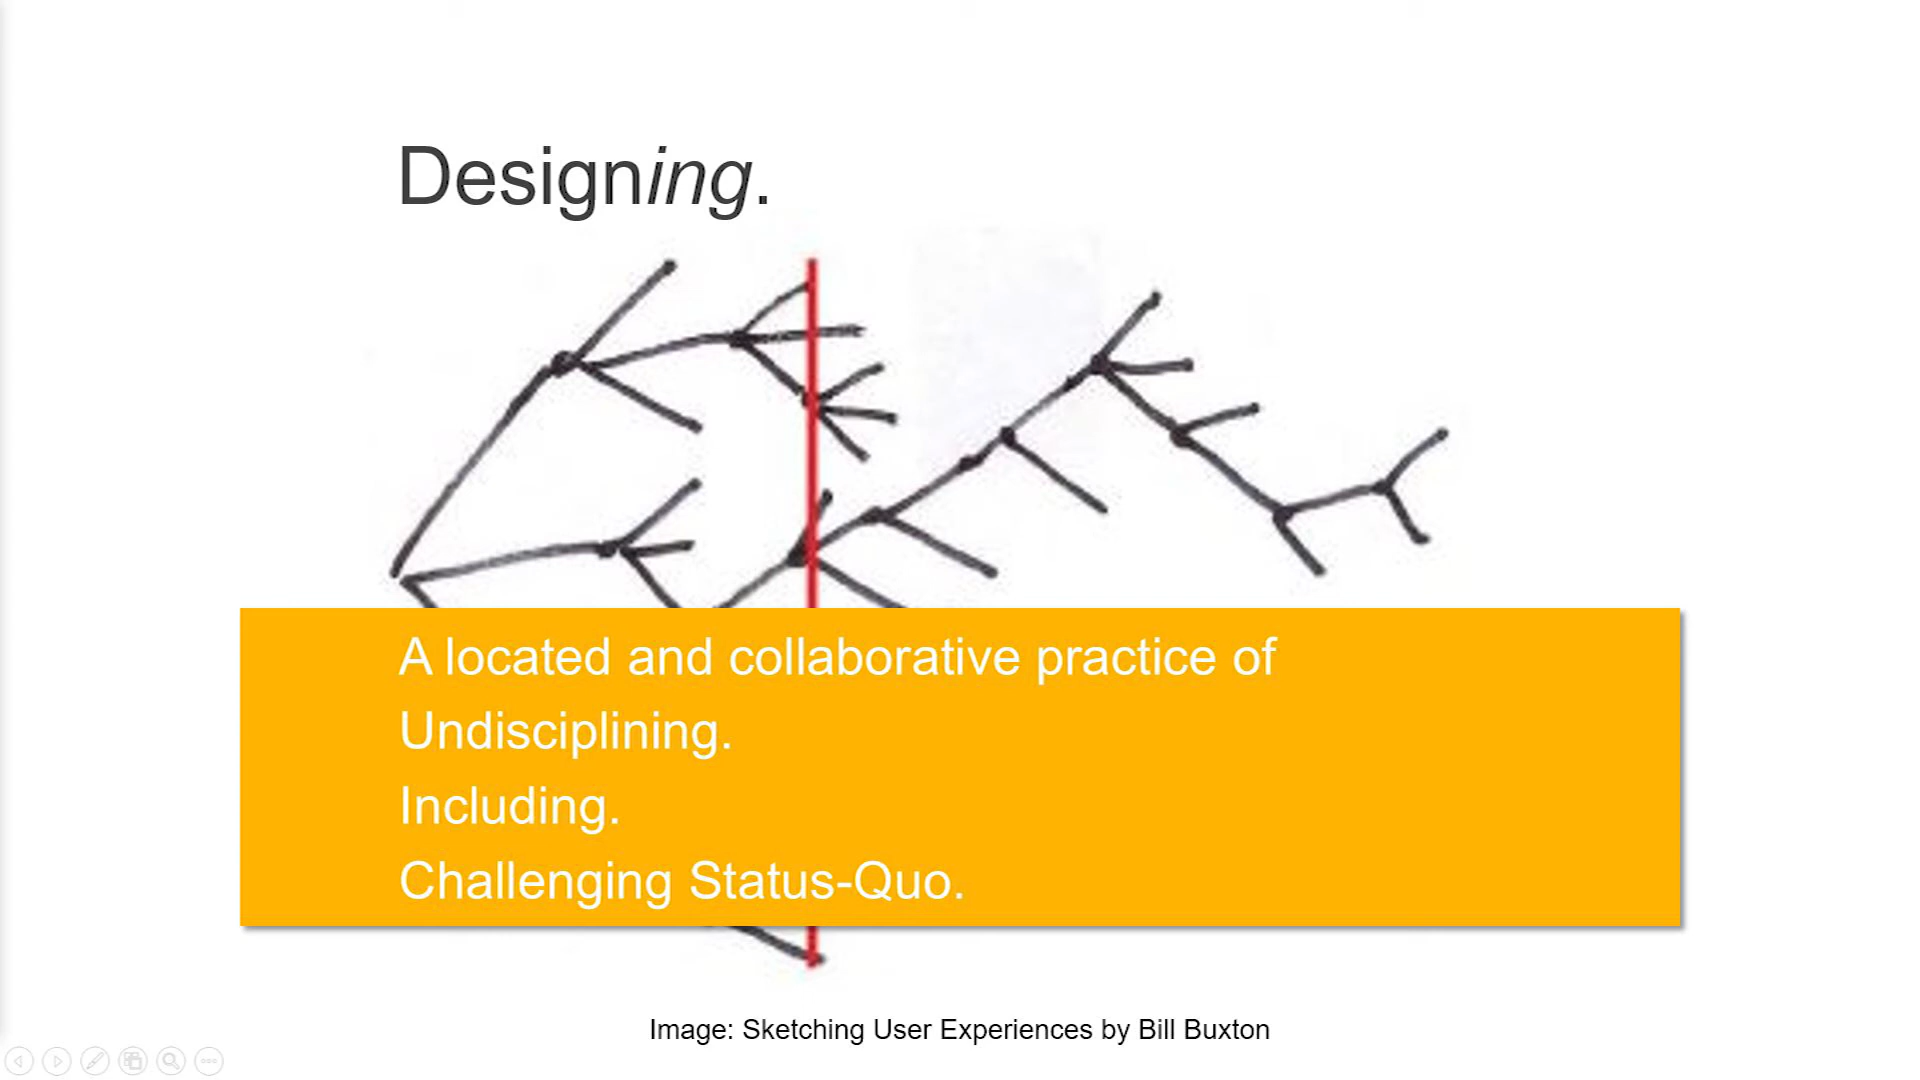 Designing.
A located and collaborative practice of
Undisciplining.
Including.
Challenging Status-Quo.
Image: Sketching User Experiences by Bill Buxton